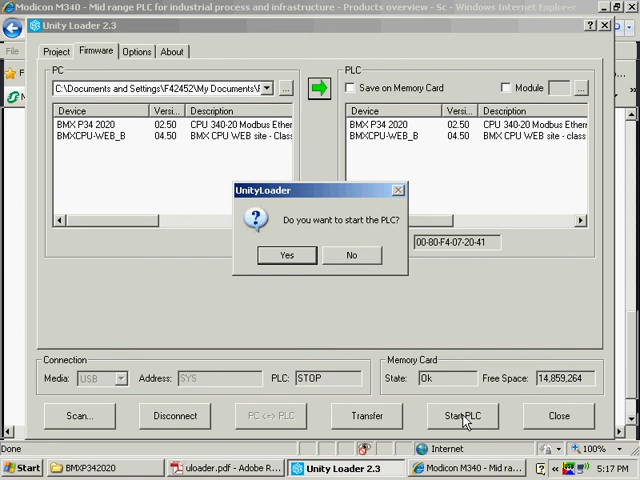 Modicon M340 - Mid range PLC for industrial process and infrastructure - Products overview - Sc - Windows Internet Explorer
File
Unity Loader 2.3
Project
Firmware
Options
About
PC
PLC
C:\Documents and Settings\F42452\My Documents\F
...
Save on Memory Card
Module
...
Device Versi... Description
BMX P34 2020 02.50 CPU 340-20 Modbus Ether
BMXCPU-WEB_B 04.50 BMX CPU WEB site - Class
Device Versi... Description
BMX P34 2020 02.50 CPU 340-20 Modbus Ethern
BMXCPU-WEB_B 04.50 BMX CPU WEB site - class
UnityLoader
Do you want to start the PLC?
Yes
No
00-80-F4-07-20-41
Connection
Media: USB Address: SYS PLC: STOP
Memory Card
State: Ok Free Space: 14,859,264
Scan...
Disconnect
PC <=> PLC
Transfer
Start PLC
Close
Done
Internet
100%
Start
BMXP342020
uloader.pdf - Adobe R...
Unity Loader 2.3
Modicon M340 - Mid ra...
5:17 PM